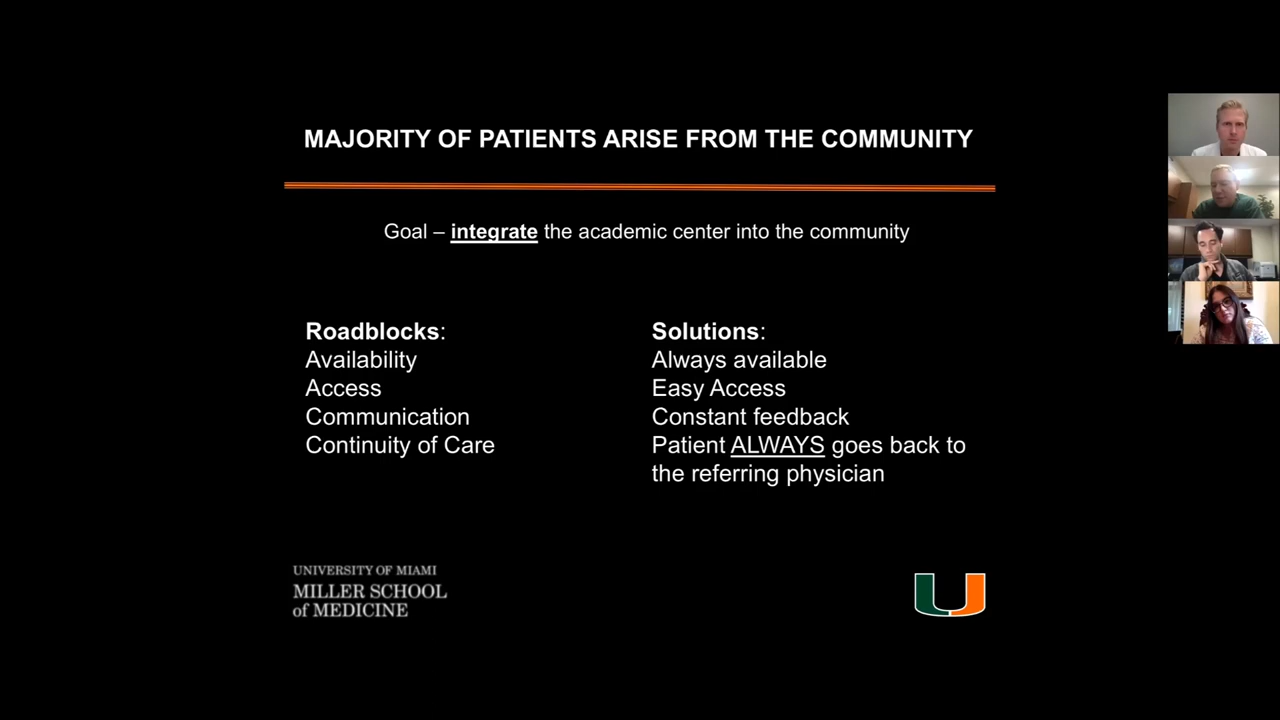 MAJORITY OF PATIENTS ARISE FROM THE COMMUNITY
Goal – integrate the academic center into the community
Roadblocks:
Availability
Access
Communication
Continuity of Care
Solutions:
Always available
Easy Access
Constant feedback
Patient ALWAYS goes back to
the referring physician
UNIVERSITY OF MIAMI
MILLER SCHOOL
of MEDICINE